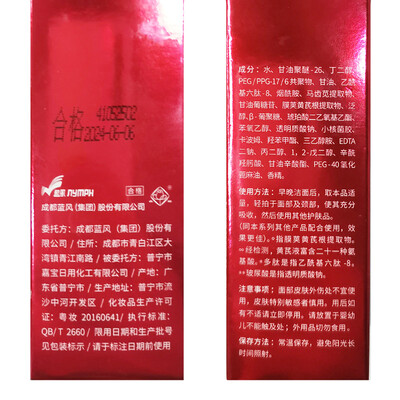 合格 41052502
2024-06-06
NYMPH
合格
成都蓝风(集团)股份有限公司
委托方:成都蓝风(集团)股份有限公
司/住所:成都市青白江区大
湾镇青江南路/被委托方:普宁市
嘉宝日用化工有限公司/产地:广
东省普宁市/地址:普宁市流
沙中河开发区/化妆品生产许可
证:粤妆 20160641/执行标准:
QB/T 2660/限用日期和生产批号
见包装标示/请于标注日期前使用
成分:水、甘油聚醚-26、丁二醇、
PEG/PPG-17/6共聚物、甘油、乙酰
基六肽-8、烟酰胺、马齿苋提取物、
甘油葡糖苷、膜荚黄芪根提取物、泛
醇、β-葡聚糖、琥珀酸二乙氧基乙酯、
苯氧乙醇、透明质酸钠、小核菌胶、
卡波姆、羟苯甲酯、三乙醇胺、EDTA
二钠、丙二醇、1,2-戊二醇、辛酰
羟肟酸、甘油辛酸酯、PEG-40氢化
蓖麻油、香精。
使用方法:早晚洁面后,取本品适
量,轻拍于面部及颈部,使其充分
吸收,然后使用其他护肤品。
(同本系列其他产品配合使用,效
果更佳)。*指膜荚黄芪根提取物。
**经检测,黄芪液富含二十一种氨
基酸。*多肽是指乙酰基六肽-8。
**玻尿酸是指透明质酸钠。
注意事项:面部皮肤外伤处不宜使
用,皮肤特别敏感者慎用。用后如
有不适请立即停用。请放置于婴幼
儿不能触及处;外用品切勿食用。
保存方法:常温保存,避免阳光长
时间照射。